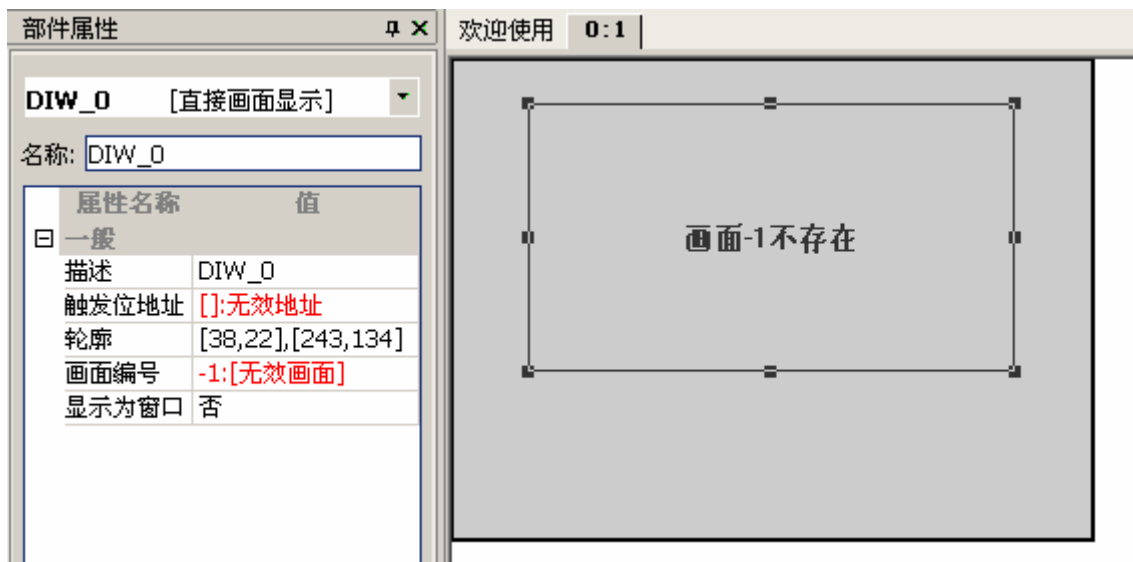 部件属性
欢迎使用 0:1
DIW_0 [直接画面显示]
名称: DIW_0
属性名称 值
一般
描述 DIW_0
触发位地址 []:无效地址
轮廓 [38,22],[243,134]
画面编号 -1:[无效画面]
显示为窗口 否
画面-1不存在